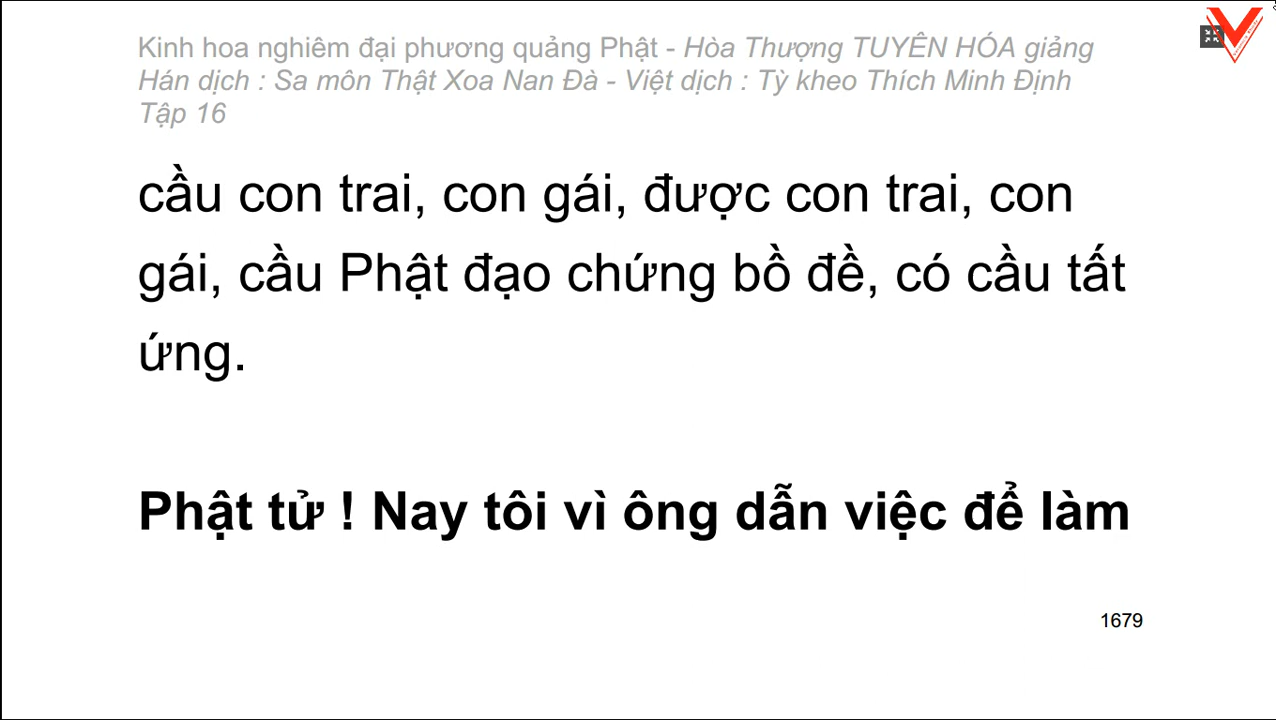 Kinh hoa nghiêm đại phương quảng Phật - Hòa Thượng TUYÊN HÓA giảng
Hán dịch : Sa môn Thật Xoa Nan Đà - Việt dịch : Tỳ kheo Thích Minh Định
Tập 16
cầu con trai, con gái, được con trai, con
gái, cầu Phật đạo chứng bồ đề, có cầu tất
ứng.
Phật tử ! Nay tôi vì ông dẫn việc để làm
1679